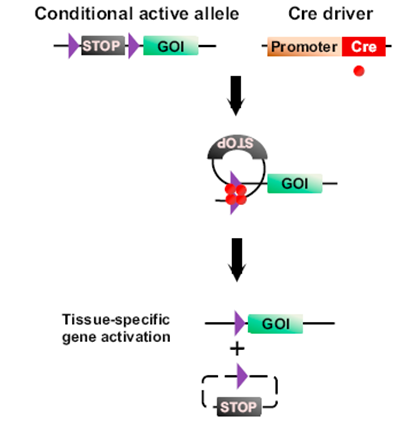 Conditional active allele
Cre driver
STOP
GOI
Promoter
Cre
STOP
GOI
Tissue-specific
gene activation
GOI
+
STOP